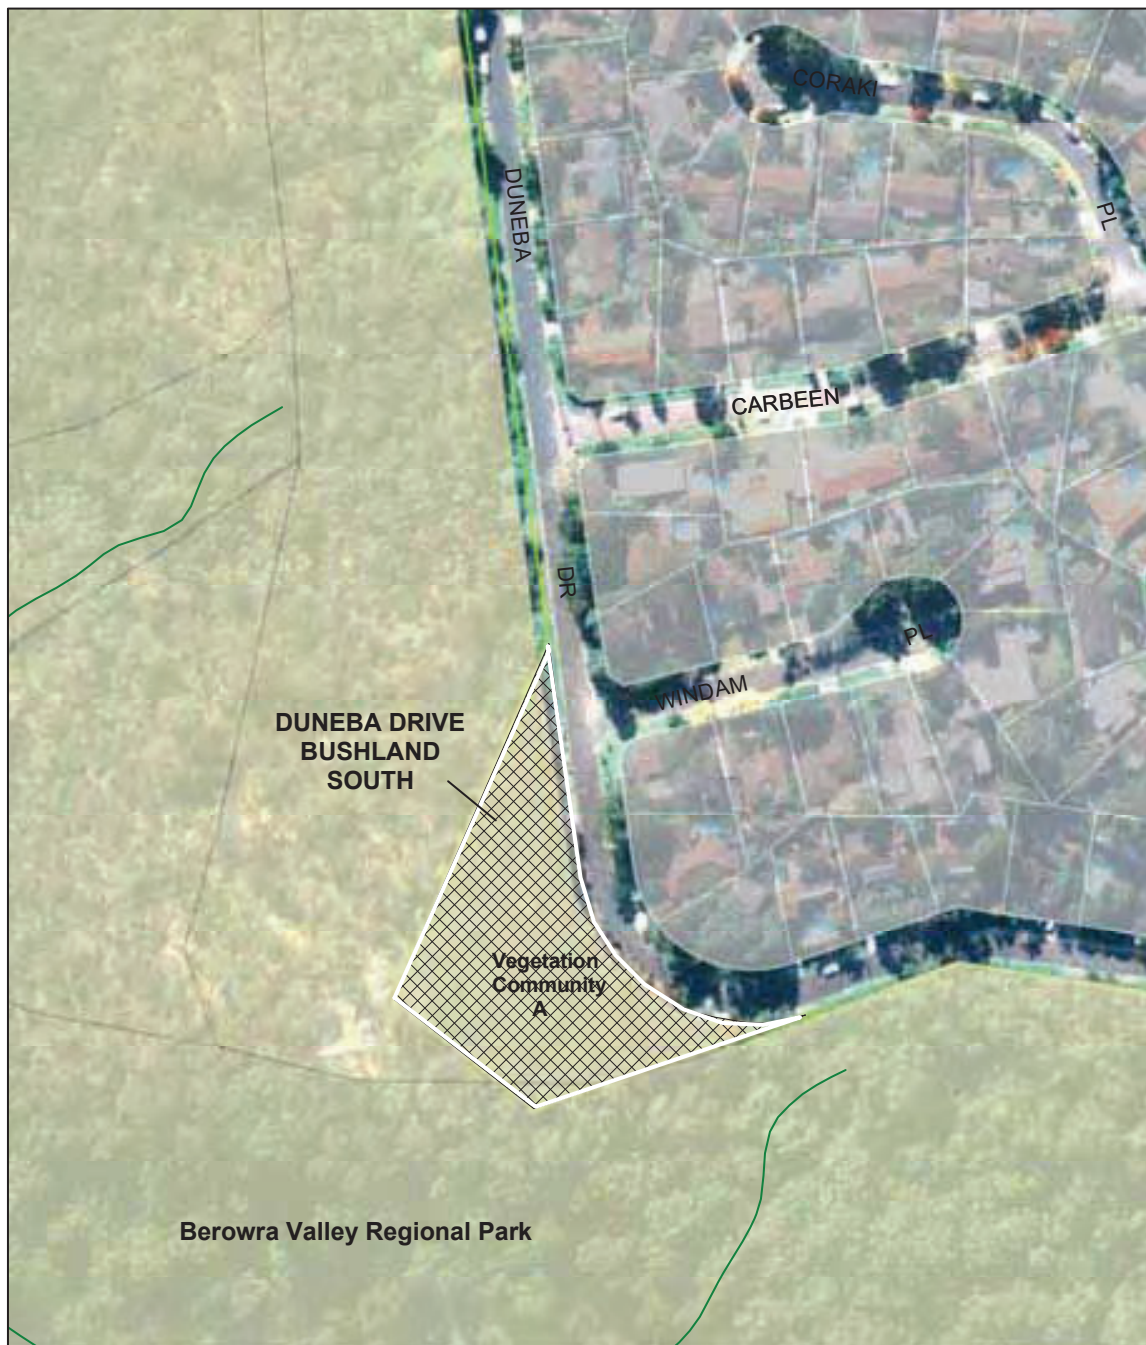 CORAKI
PL
DUNEBA
CARBEEN
DR
PL
WINDAM
DUNEBA DRIVE
BUSHLAND
SOUTH
Vegetation
Community
A
Berowra Valley Regional Park